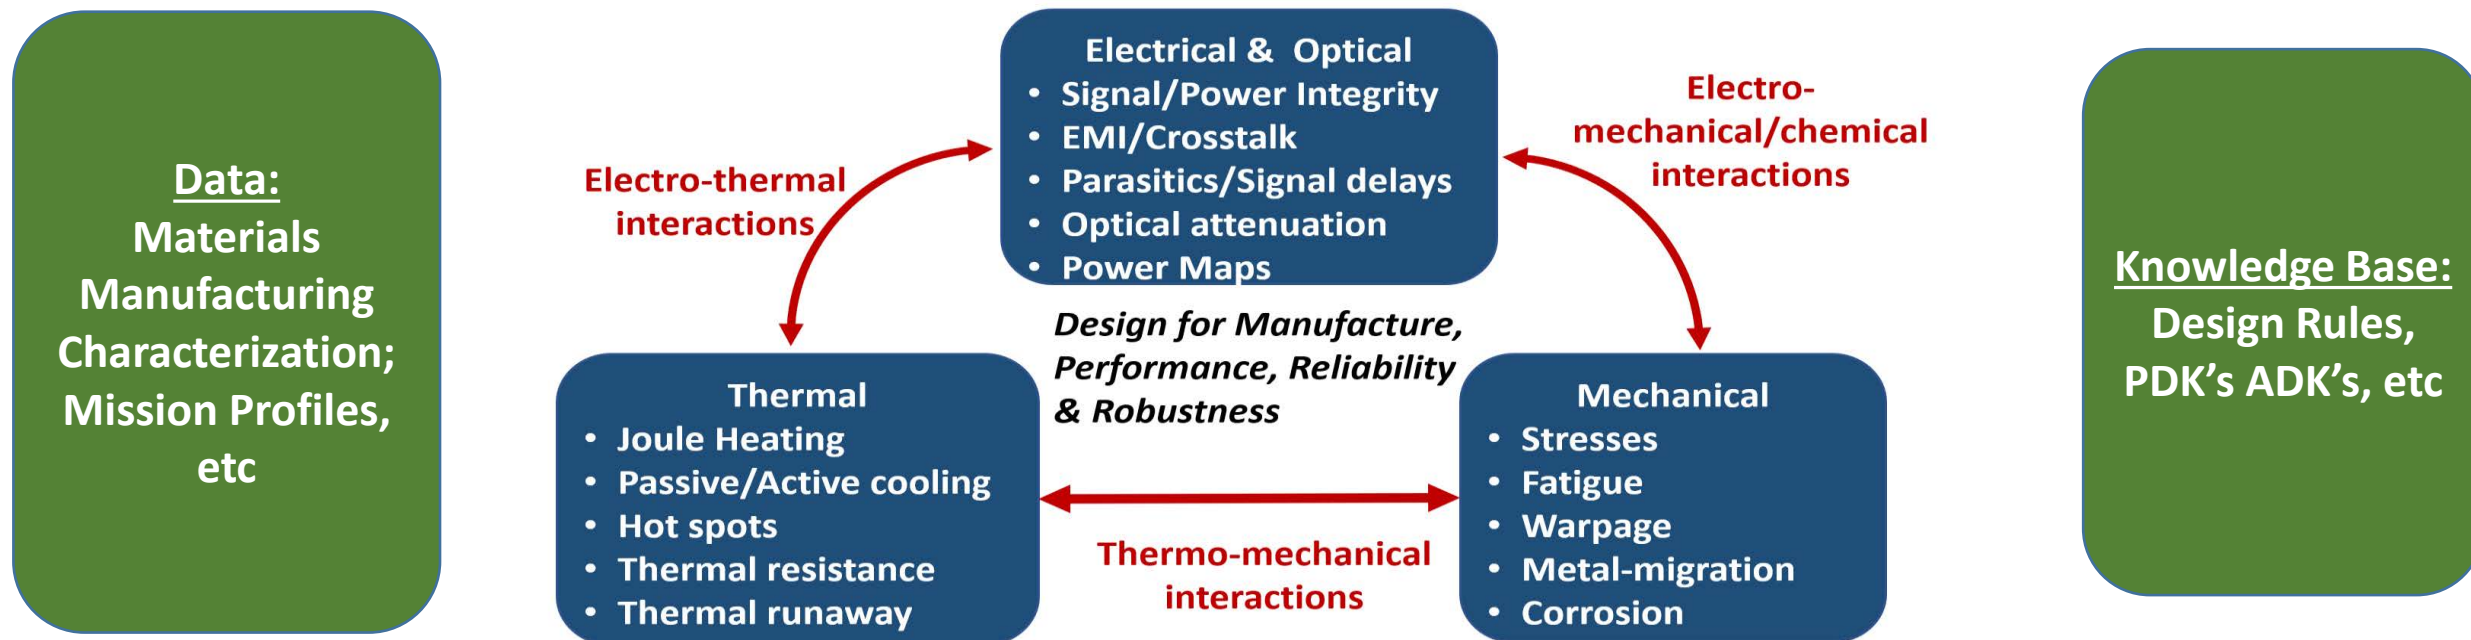 Data:
Materials
Manufacturing
Characterization;
Mission Profiles,
etc
Electro-thermal
interactions
Electrical & Optical
• Signal/Power Integrity
• EMI/Crosstalk
• Parasitics/Signal delays
• Optical attenuation
• Power Maps
Electro-
mechanical/chemical
interactions
Design for Manufacture,
Performance, Reliability
& Robustness
Thermal
• Joule Heating
• Passive/Active cooling
• Hot spots
• Thermal resistance
• Thermal runaway
Thermo-mechanical
interactions
Mechanical
• Stresses
• Fatigue
• Warpage
• Metal-migration
• Corrosion
Knowledge Base:
Design Rules,
PDK’s ADK’s, etc